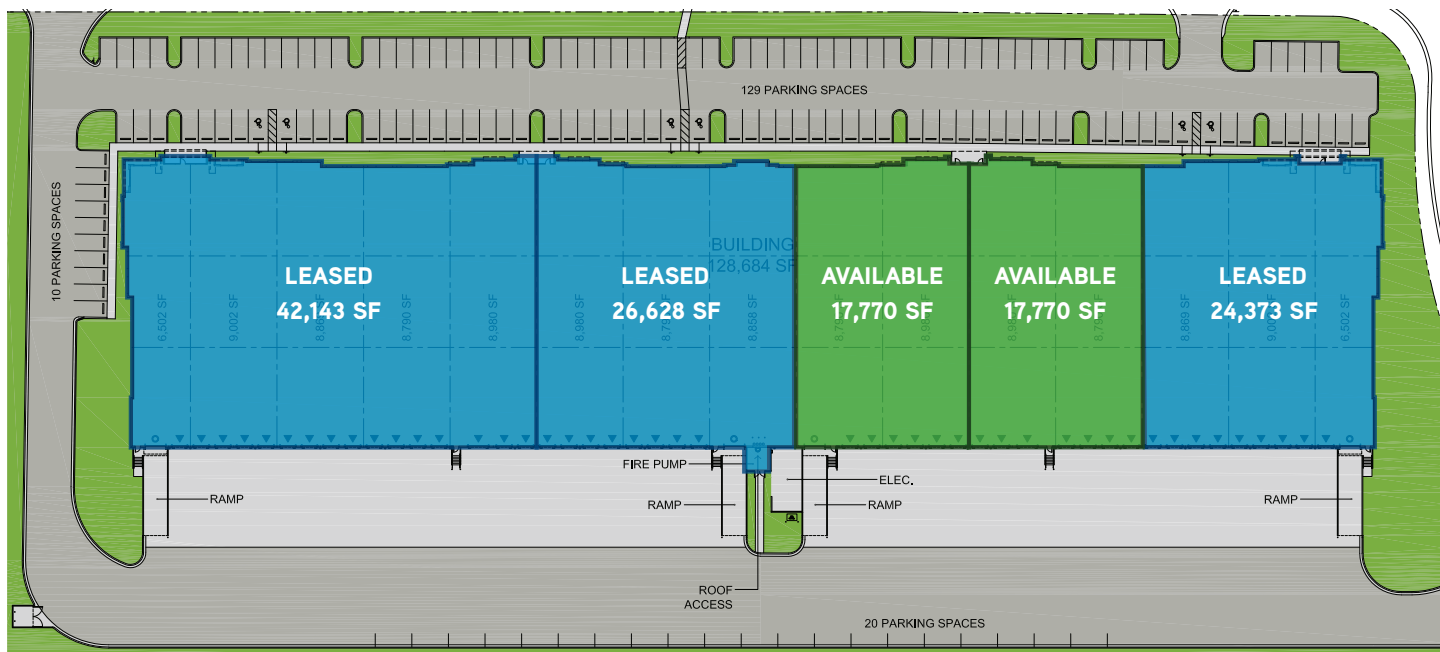 129 PARKING SPACES
10 PARKING SPACES
BUILDING
128,684 SF
LEASED
42,143 SF
LEASED
26,628 SF
AVAILABLE
17,770 SF
AVAILABLE
17,770 SF
LEASED
24,373 SF
6,502 SF
9,002 SF
8,790 SF
8,980 SF
8,980 SF
8,858 SF
8,869 SF
6,502 SF
FIRE PUMP
ELEC.
RAMP
RAMP
RAMP
RAMP
ROOF
ACCESS
20 PARKING SPACES